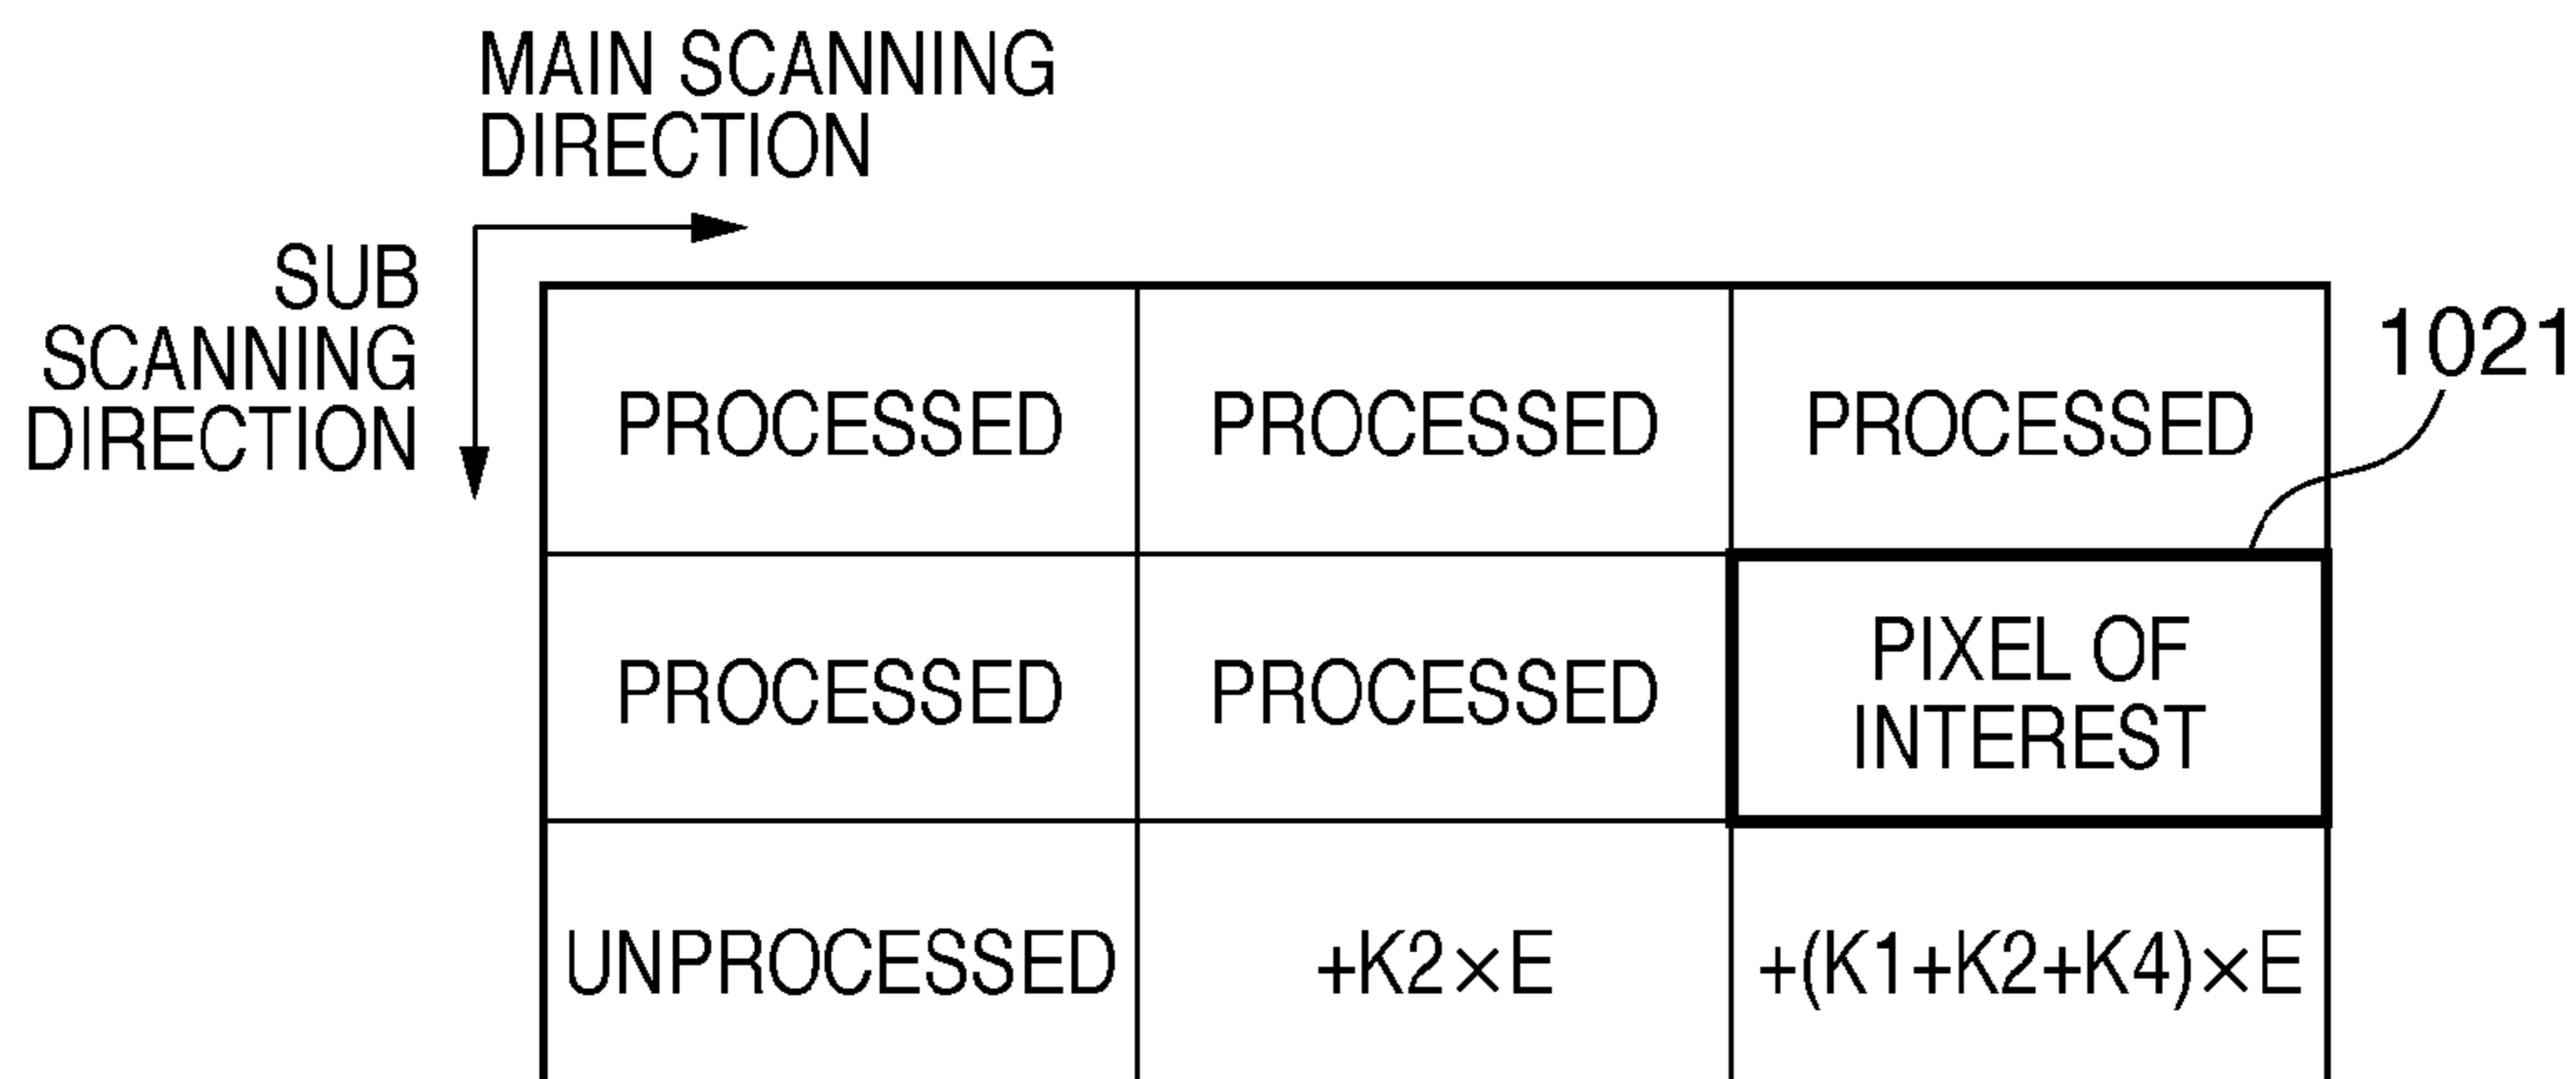 MAIN SCANNING
DIRECTION
SUB
SCANNING
DIRECTION
1021
PROCESSED PROCESSED PROCESSED
PROCESSED PROCESSED PIXEL OF
INTEREST
UNPROCESSED +K2×E +(K1+K2+K4)×E